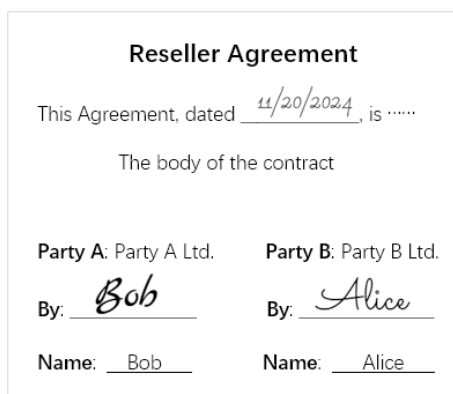 Reseller Agreement
This Agreement, dated 11/20/2024, is ······
The body of the contract
Party A: Party A Ltd. Party B: Party B Ltd.
By: Bob By: Alice
Name: Bob Name: Alice